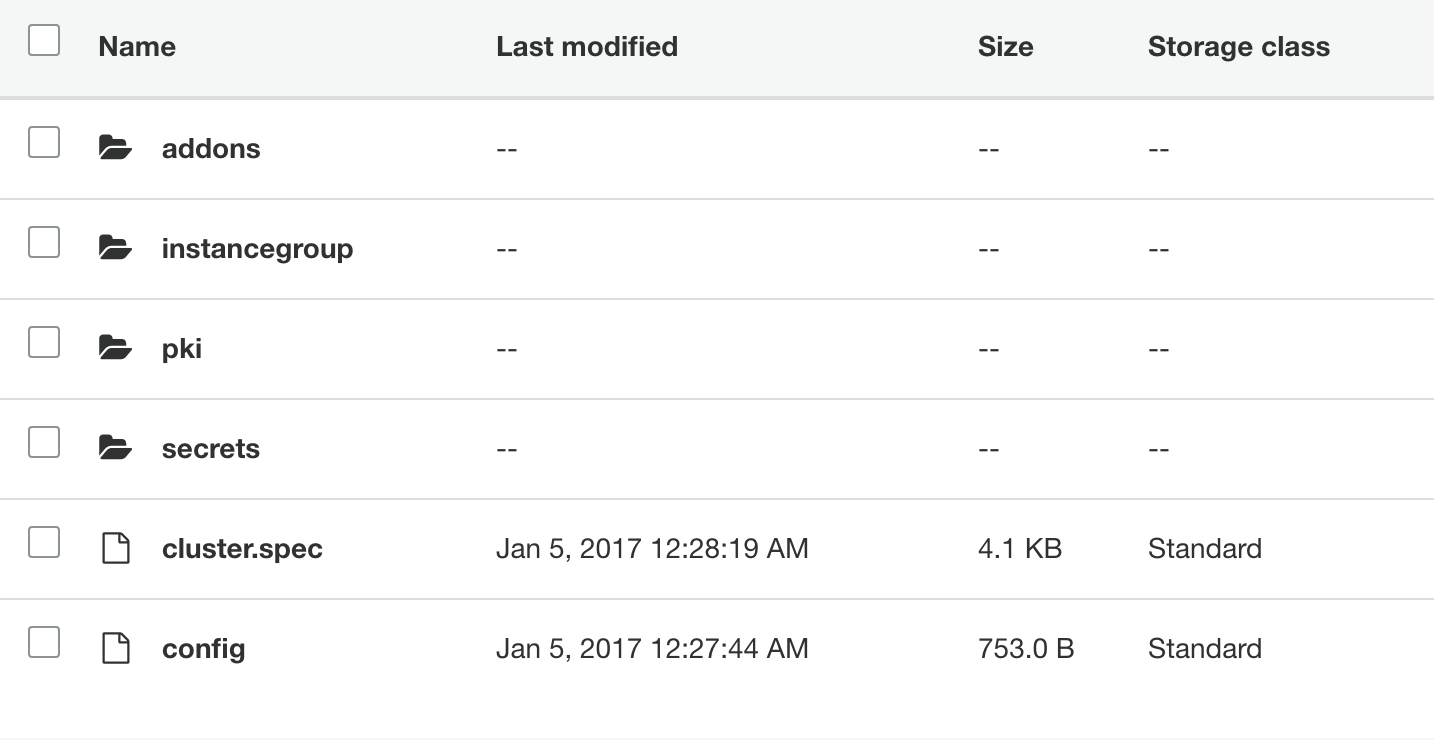 Name Last modified Size Storage class
addons -- -- --
instancegroup -- -- --
pki -- -- --
secrets -- -- --
cluster.spec Jan 5, 2017 12:28:19 AM 4.1 KB Standard
config Jan 5, 2017 12:27:44 AM 753.0 B Standard